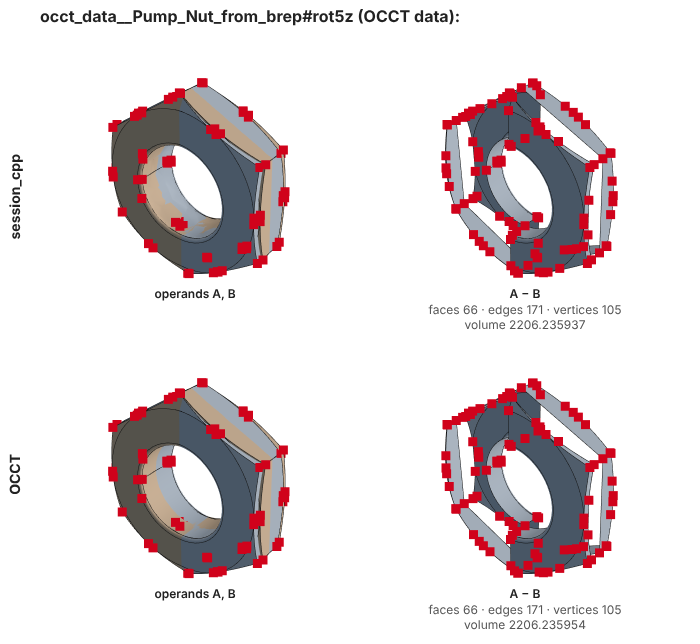 occt_data__Pump_Nut_from_brep#rot5z (OCCT data):
session_cpp
operands A, B
A − B
faces 66 · edges 171 · vertices 105
volume 2206.235937
OCCT
operands A, B
A − B
faces 66 · edges 171 · vertices 105
volume 2206.235954